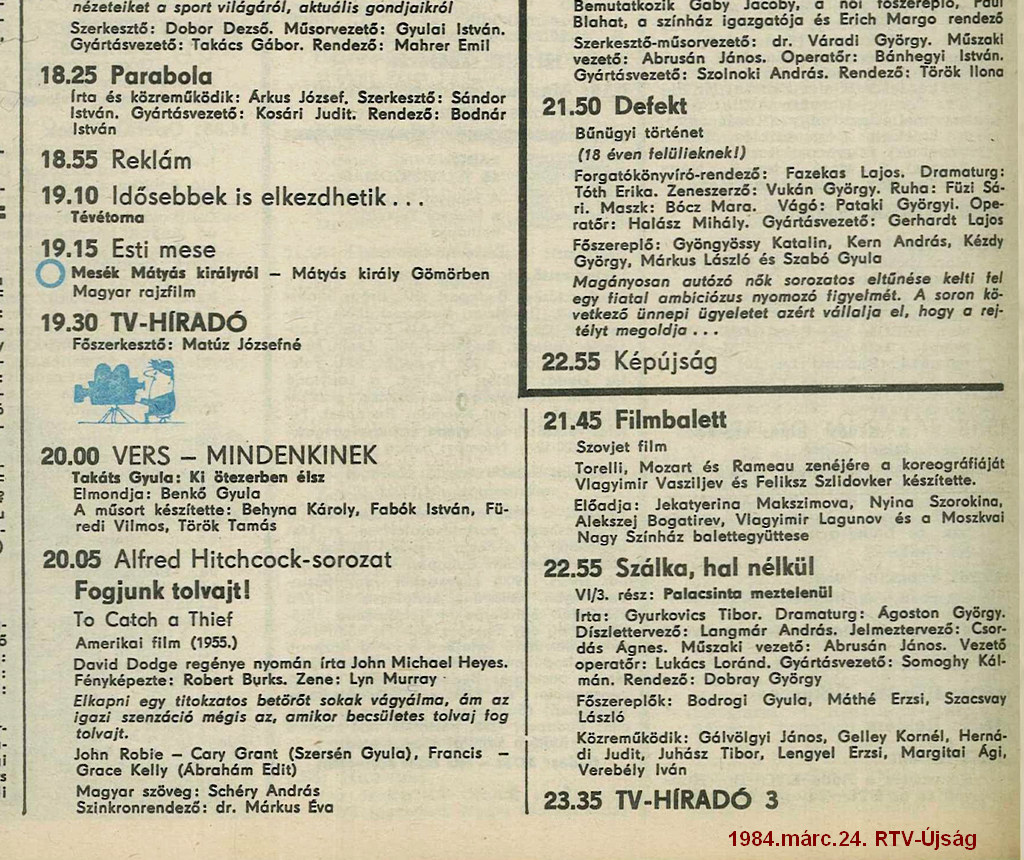 nézeteiket a sport világáról, aktuális gondjaikról
Szerkesztő: Dobor Dezső. Műsorvezető: Gyulai István.
Gyártásvezető: Takács Gábor. Rendező: Mahrer Emil
18.25 Parabola
Írta és közreműködik: Árkus József. Szerkesztő: Sándor
István. Gyártásvezető: Kosári Judit. Rendező: Bodnár
István
18.55 Reklám
19.10 Idősebbek is elkezdhetik...
Tévétorna
19.15 Esti mese
Mesék Mátyás királyról – Mátyás király Gömörben
Magyar rajzfilm
19.30 TV-HÍRADÓ
Főszerkesztő: Matúz Józsefné
20.00 VERS – MINDENKINEK
Takáts Gyula: Ki ötezerben élsz
Elmondja: Benkő Gyula
A műsort készítette: Behyna Károly, Fabók István, Fü-
redi Vilmos, Török Tamás
20.05 Alfred Hitchcock-sorozat
Fogjunk tolvajt!
To Catch a Thief
Amerikai film (1955.)
David Dodge regénye nyomán írta John Michael Heyes.
Fényképezte: Robert Burks. Zene: Lyn Murray
Elkapni egy titokzatos betörőt sokak vágyálma, ám az
igazi szenzáció mégis az, amikor becsületes tolvaj fog
tolvajt.
John Robie – Cary Grant (Szersén Gyula), Francis –
Grace Kelly (Ábrahám Edit)
Magyar szöveg: Schéry András
Szinkronrendező: dr. Márkus Éva
Bemutatkozik Gaby Jacoby, a női főszereplő, Paul
Blahat, a színház igazgatója és Erich Margo rendező
Szerkesztő-műsorvezető: dr. Váradi György. Műszaki
vezető: Abrusán János. Operatőr: Bánhegyi István.
Gyártásvezető: Szolnoki András. Rendező: Török Ilona
21.50 Defekt
Bűnügyi történet
(18 éven felülieknek!)
Forgatókönyvíró-rendező: Fazekas Lajos. Dramaturg:
Tóth Erika. Zeneszerző: Vukán György. Ruha: Füzi Sá-
ri. Maszk: Bócz Mara. Vágó: Pataki Györgyi. Ope-
ratőr: Halász Mihály. Gyártásvezető: Gerhardt Lajos
Főszereplő: Gyöngyössy Katalin, Kern András, Kézdy
György, Márkus László és Szabó Gyula
Magányosan autózó nők sorozatos eltűnése kelti fel
egy fiatal ambiciózus nyomozó figyelmét. A soron kö-
vetkező ünnepi ügyeletet azért vállalja el, hogy a rej-
télyt megoldja...
22.55 Képújság
21.45 Filmbalett
Szovjet film
Torelli, Mozart és Rameau zenéjére a koreográfiáját
Vlagyimir Vasziljev és Feliksz Szlidovker készítette.
Előadja: Jekatyerina Makszimova, Nyina Szorokina,
Alekszej Bogatirev, Vlagyimir Lagunov és a Moszkvai
Nagy Színház balettegyüttese
22.55 Szálka, hal nélkül
VI/3. rész: Palacsinta meztelenül
Írta: Gyurkovics Tibor. Dramaturg: Ágoston György.
Díszlettervező: Langmár András. Jelmeztervező: Csor-
dás Ágnes. Műszaki vezető: Abrusán János. Vezető
operatőr: Lukács Loránd. Gyártásvezető: Somoghy Kál-
mán. Rendező: Dobray György
Főszereplők: Bodrogi Gyula, Máthé Erzsi, Szacsvay
László
Közreműködik: Gálvölgyi János, Gelley Kornél, Herná-
di Judit, Juhász Tibor, Lengyel Erzsi, Margitai Ági,
Verebély Iván
23.35 TV-HÍRADÓ 3
1984.márc.24. RTV-Újság